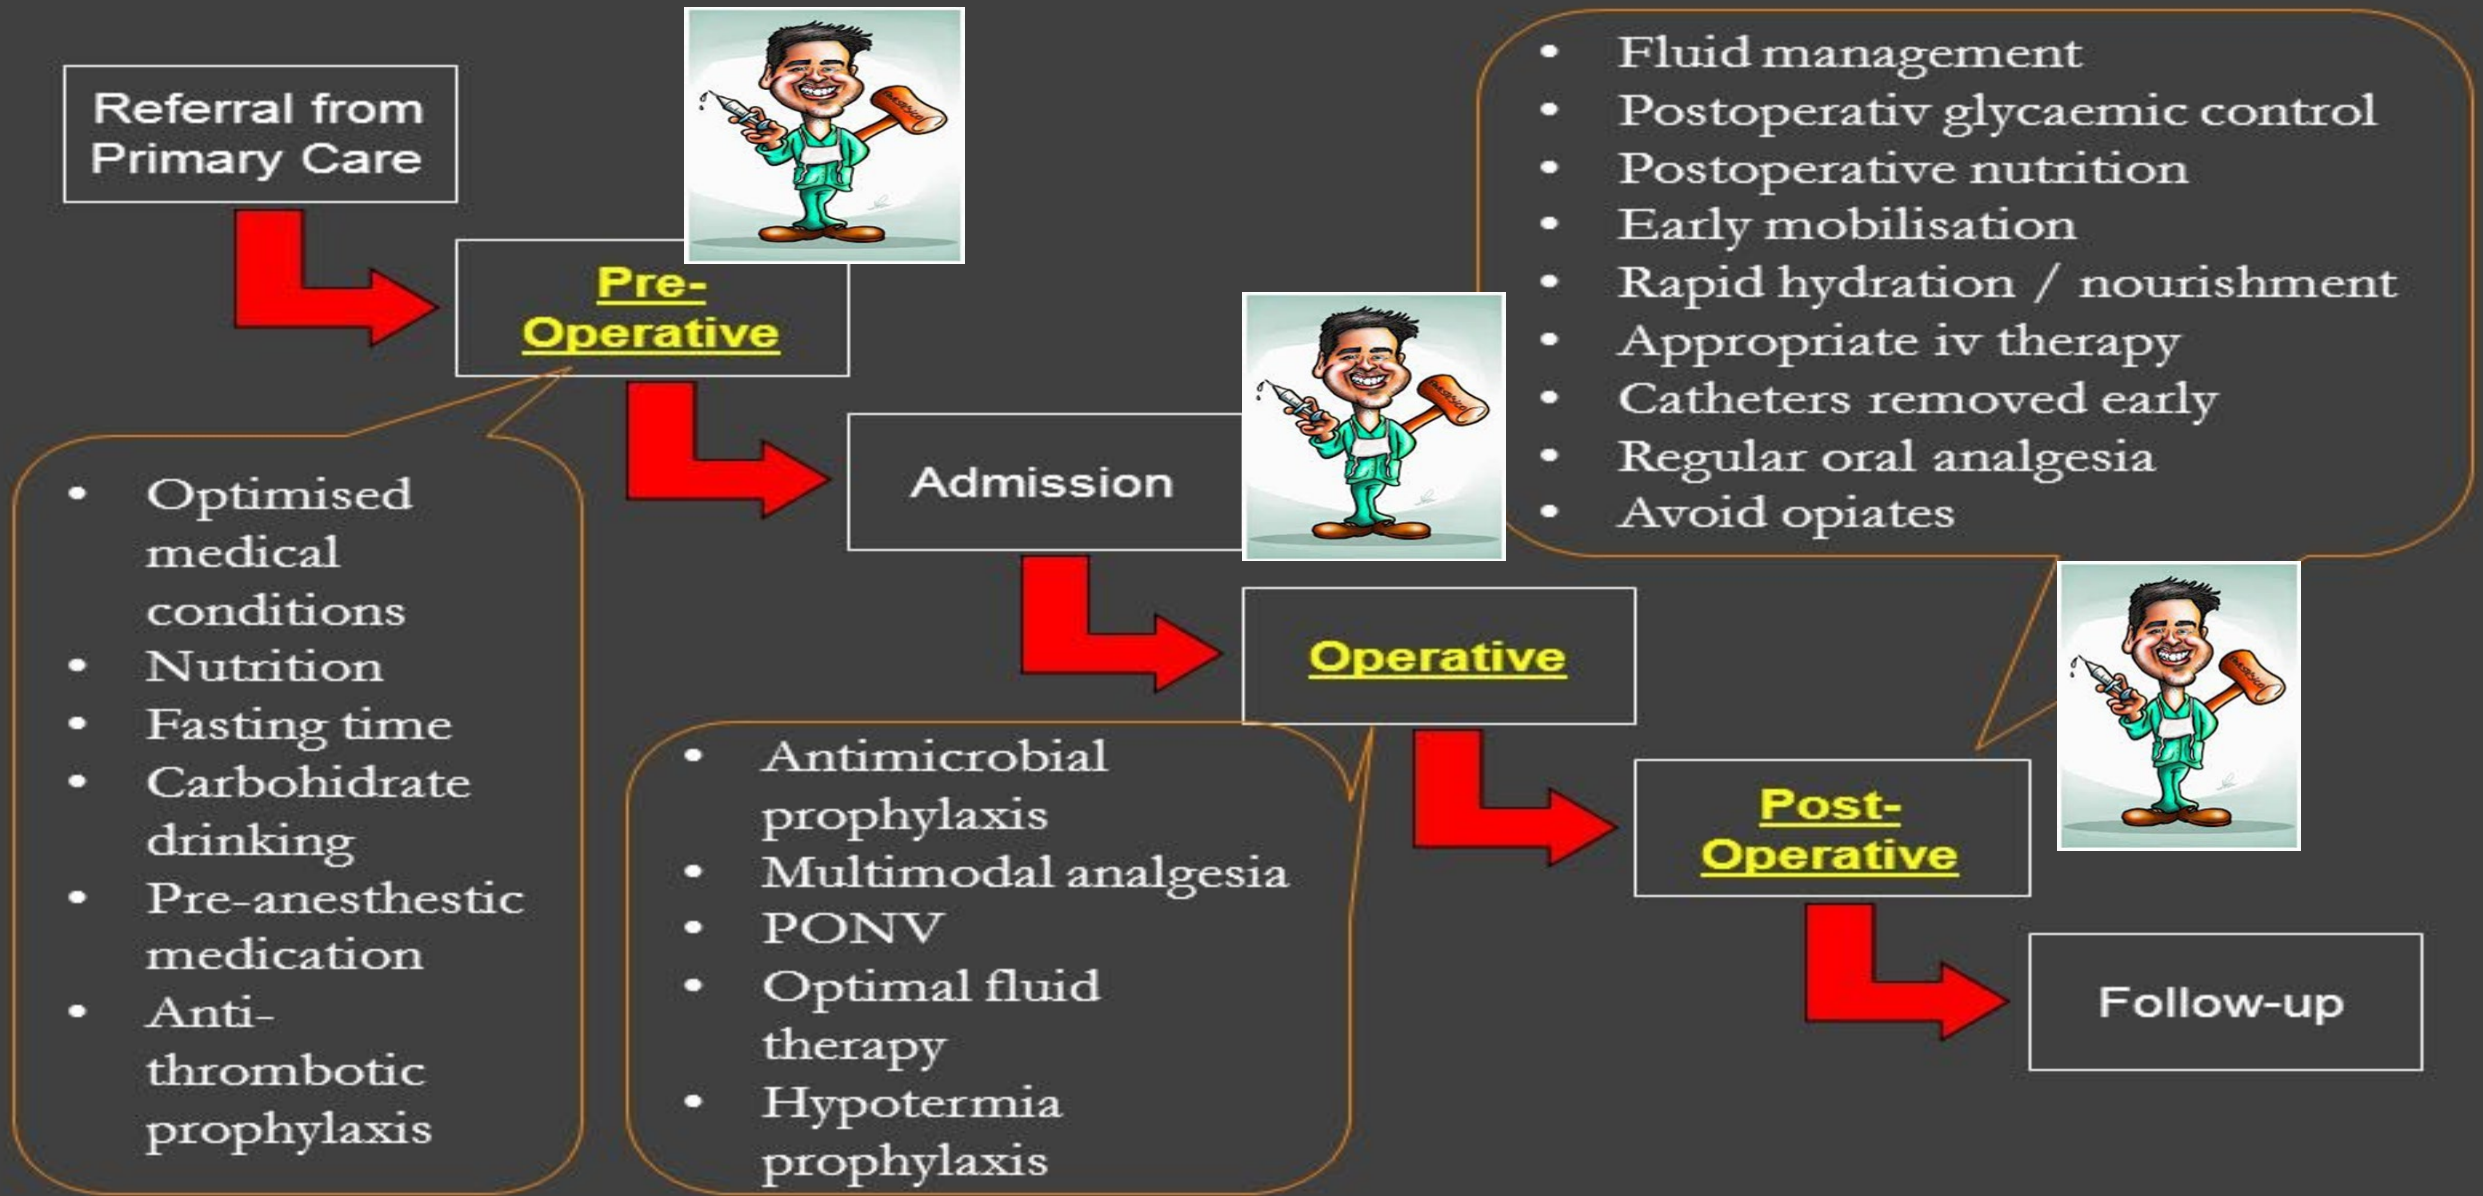 Referral from
Primary Care
Pre-
Operative
Admission
Operative
Post-
Operative
Follow-up
• Optimised
medical
conditions
• Nutrition
• Fasting time
• Carbohidrate
drinking
• Pre-anesthestic
medication
• Anti-
thrombotic
prophylaxis
• Antimicrobial
prophylaxis
• Multimodal analgesia
• PONV
• Optimal fluid
therapy
• Hypotermia
prophylaxis
• Fluid management
• Postoperativ glycaemic control
• Postoperative nutrition
• Early mobilisation
• Rapid hydration / nourishment
• Appropriate iv therapy
• Catheters removed early
• Regular oral analgesia
• Avoid opiates